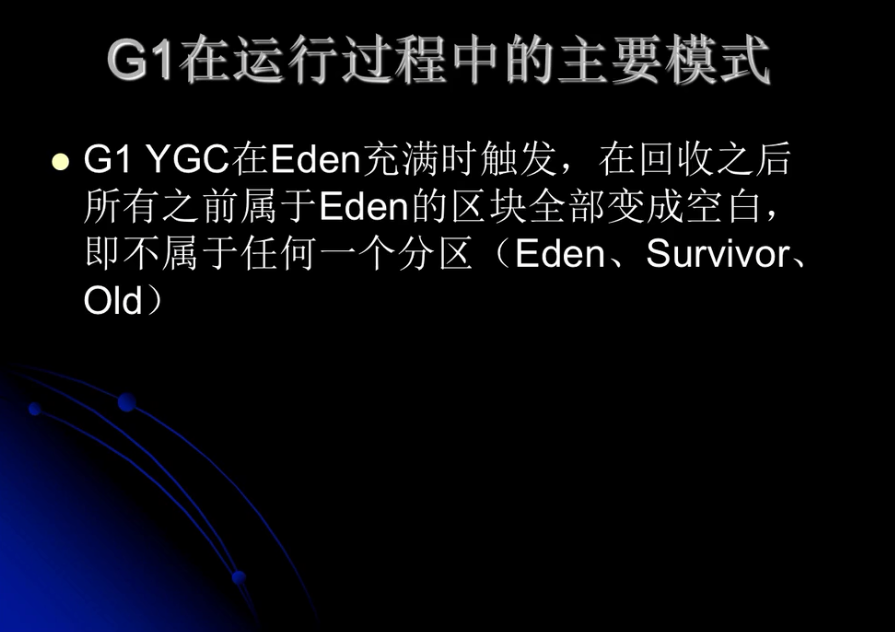 G1在运行过程中的主要模式
G1 YGC在Eden充满时触发，在回收之后
所有之前属于Eden的区块全部变成空白，
即不属于任何一个分区（Eden、Survivor、
Old）